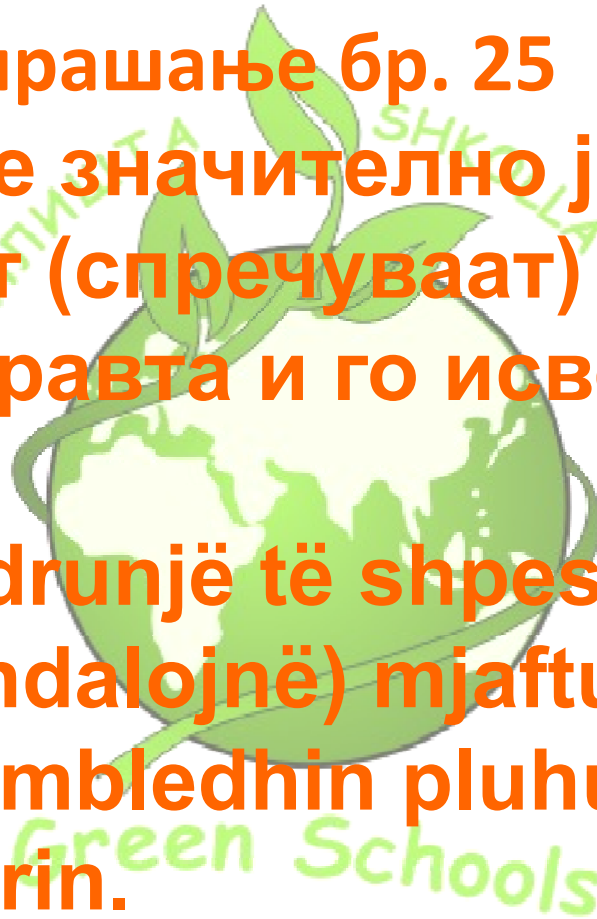 прашање бр. 25
SHKOLLA
е значително ј
т (спречуваат)
равта и го исв
drunjë të shpes
ndalojnë) mjaftu
mbledhin pluhu
Green Schools
rin.